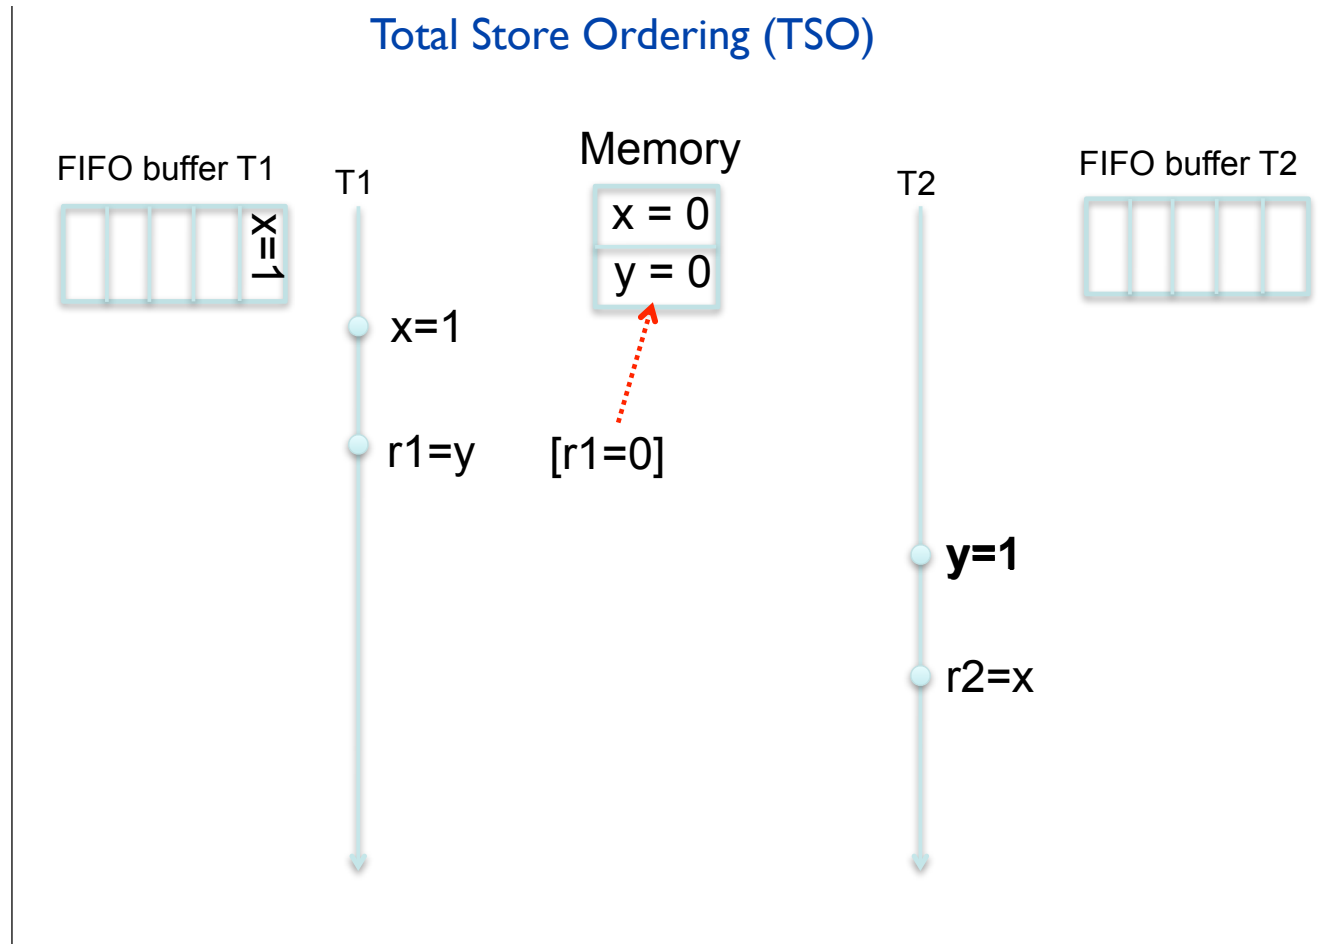 Total Store Ordering (TSO)
Memory
FIFO buffer T1
T1
T2
FIFO buffer T2
x=1
x = 0
y = 0
x=1
r1=y
[r1=0]
y=1
r2=x